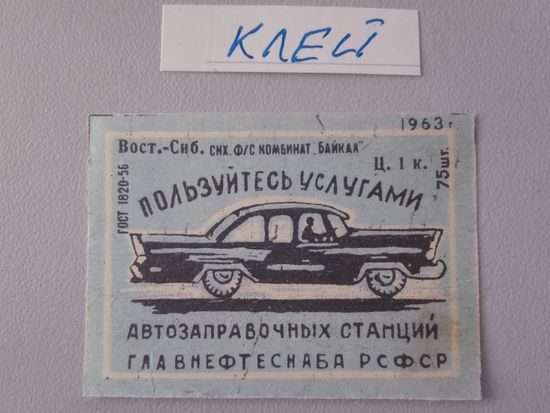 КЛЕЙ
1963 г.
Вост.-Сиб. СНХ. Ф/С КОМБИНАТ „БАЙКАЛ"
Ц. 1 к.
75 шт.
ГОСТ 1820-56
ПОЛЬЗУЙТЕСЬ УСЛУГАМИ
АВТОЗАПРАВОЧНЫХ СТАНЦИЙ
ГЛАВНЕФТЕСНАБА РСФСР